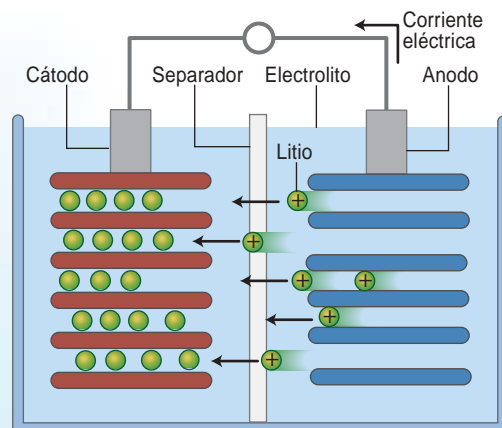 Corriente
eléctrica
Cátodo
Separador
Electrolito
Anodo
Litio
+
+
+
+
+
+